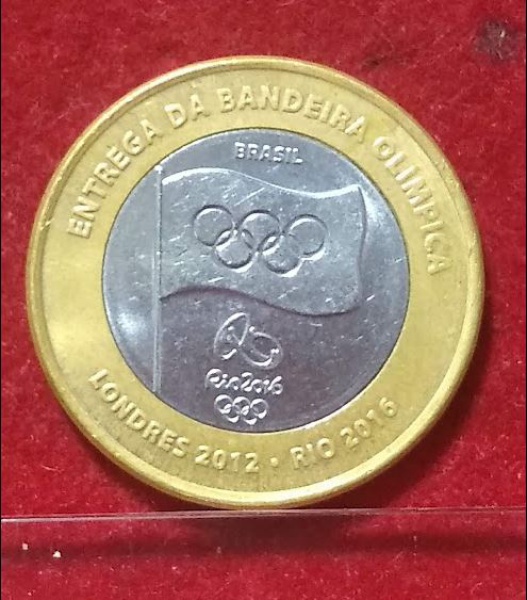 ENTREGA DA BANDEIRA OLÍMPICA
BRASIL
Rio2016
LONDRES 2012 • RIO 2016